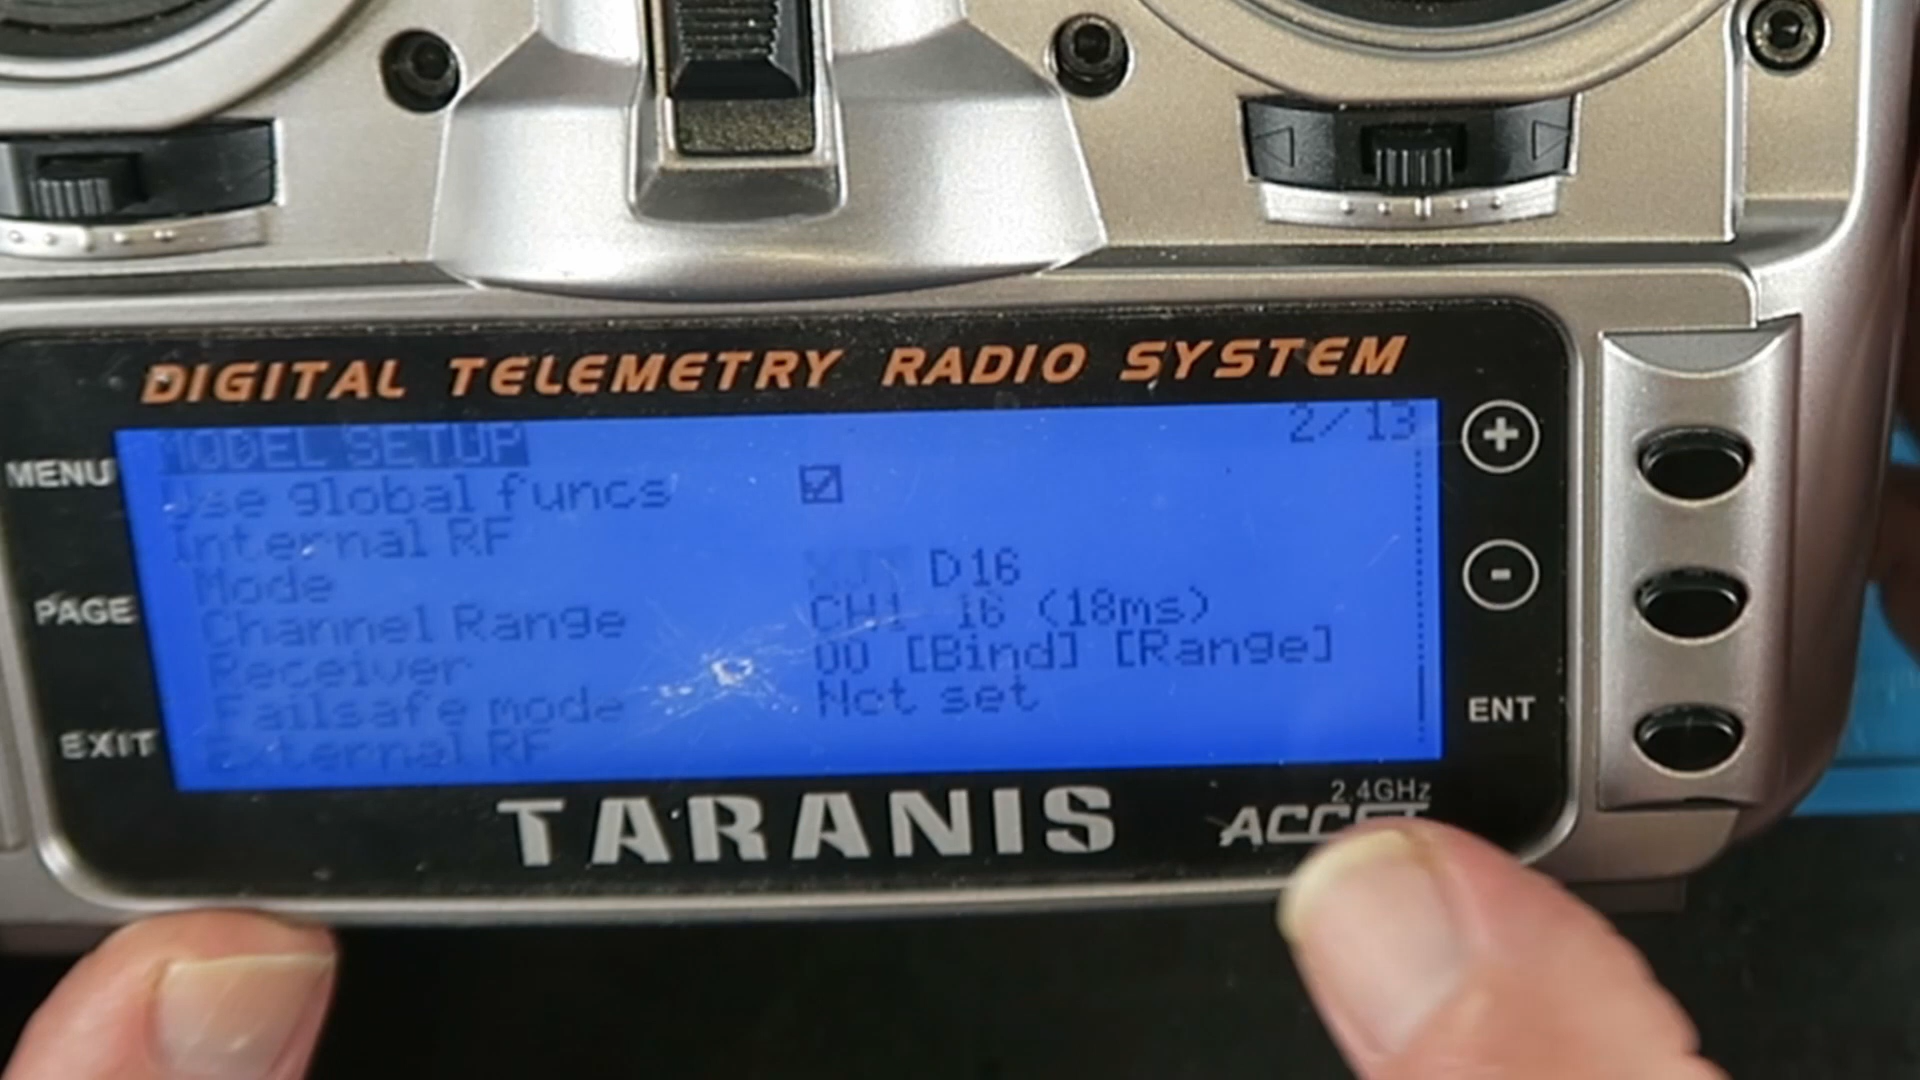 DIGITAL TELEMETRY RADIO SYSTEM
MODEL SETUP 2/13
MENU
Use global funcs
Internal RF
Mode XJT D16
Channel Range CH1 16 (18ms)
PAGE
Receiver 00 [Bind] [Range]
Failsafe mode Not set
EXIT
External RF
+
-
ENT
TARANIS
2.4GHz